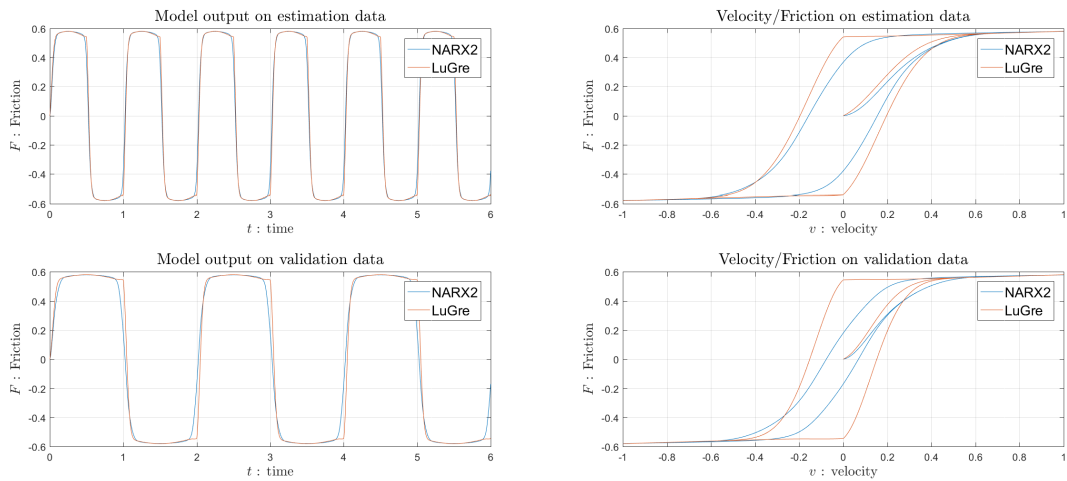 Model output on estimation data
0.6
0.4
0.2
0
-0.2
-0.4
-0.6
F : Friction
NARX2
LuGre
0 1 2 3 4 5 6
t : time
Velocity/Friction on estimation data
0.6
0.4
0.2
0
-0.2
-0.4
-0.6
F : Friction
NARX2
LuGre
-1 -0.8 -0.6 -0.4 -0.2 0 0.2 0.4 0.6 0.8 1
v : velocity
Model output on validation data
0.6
0.4
0.2
0
-0.2
-0.4
-0.6
F : Friction
NARX2
LuGre
0 1 2 3 4 5 6
t : time
Velocity/Friction on validation data
0.6
0.4
0.2
0
-0.2
-0.4
-0.6
F : Friction
NARX2
LuGre
-1 -0.8 -0.6 -0.4 -0.2 0 0.2 0.4 0.6 0.8 1
v : velocity